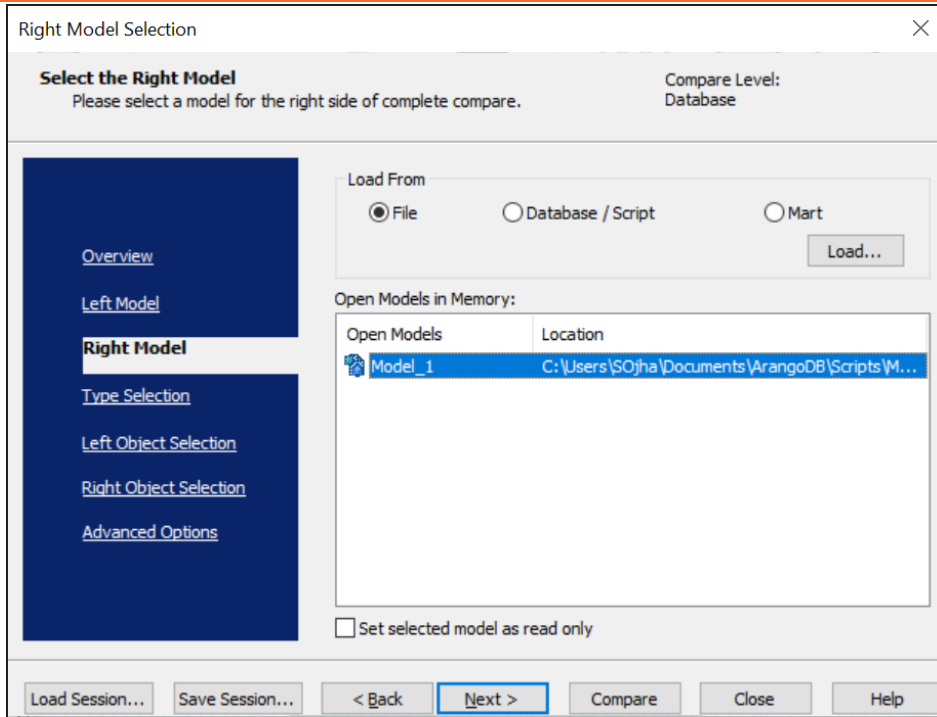 Right Model Selection
Select the Right Model
Please select a model for the right side of complete compare.
Compare Level:
Database
Overview
Left Model
Right Model
Type Selection
Left Object Selection
Right Object Selection
Advanced Options
Load From
File Database / Script Mart
Load...
Open Models in Memory:
Open Models Location
Model_1 C:\Users\SOjha\Documents\ArangoDB\Scripts\M...
Set selected model as read only
Load Session... Save Session... < Back Next > Compare Close Help